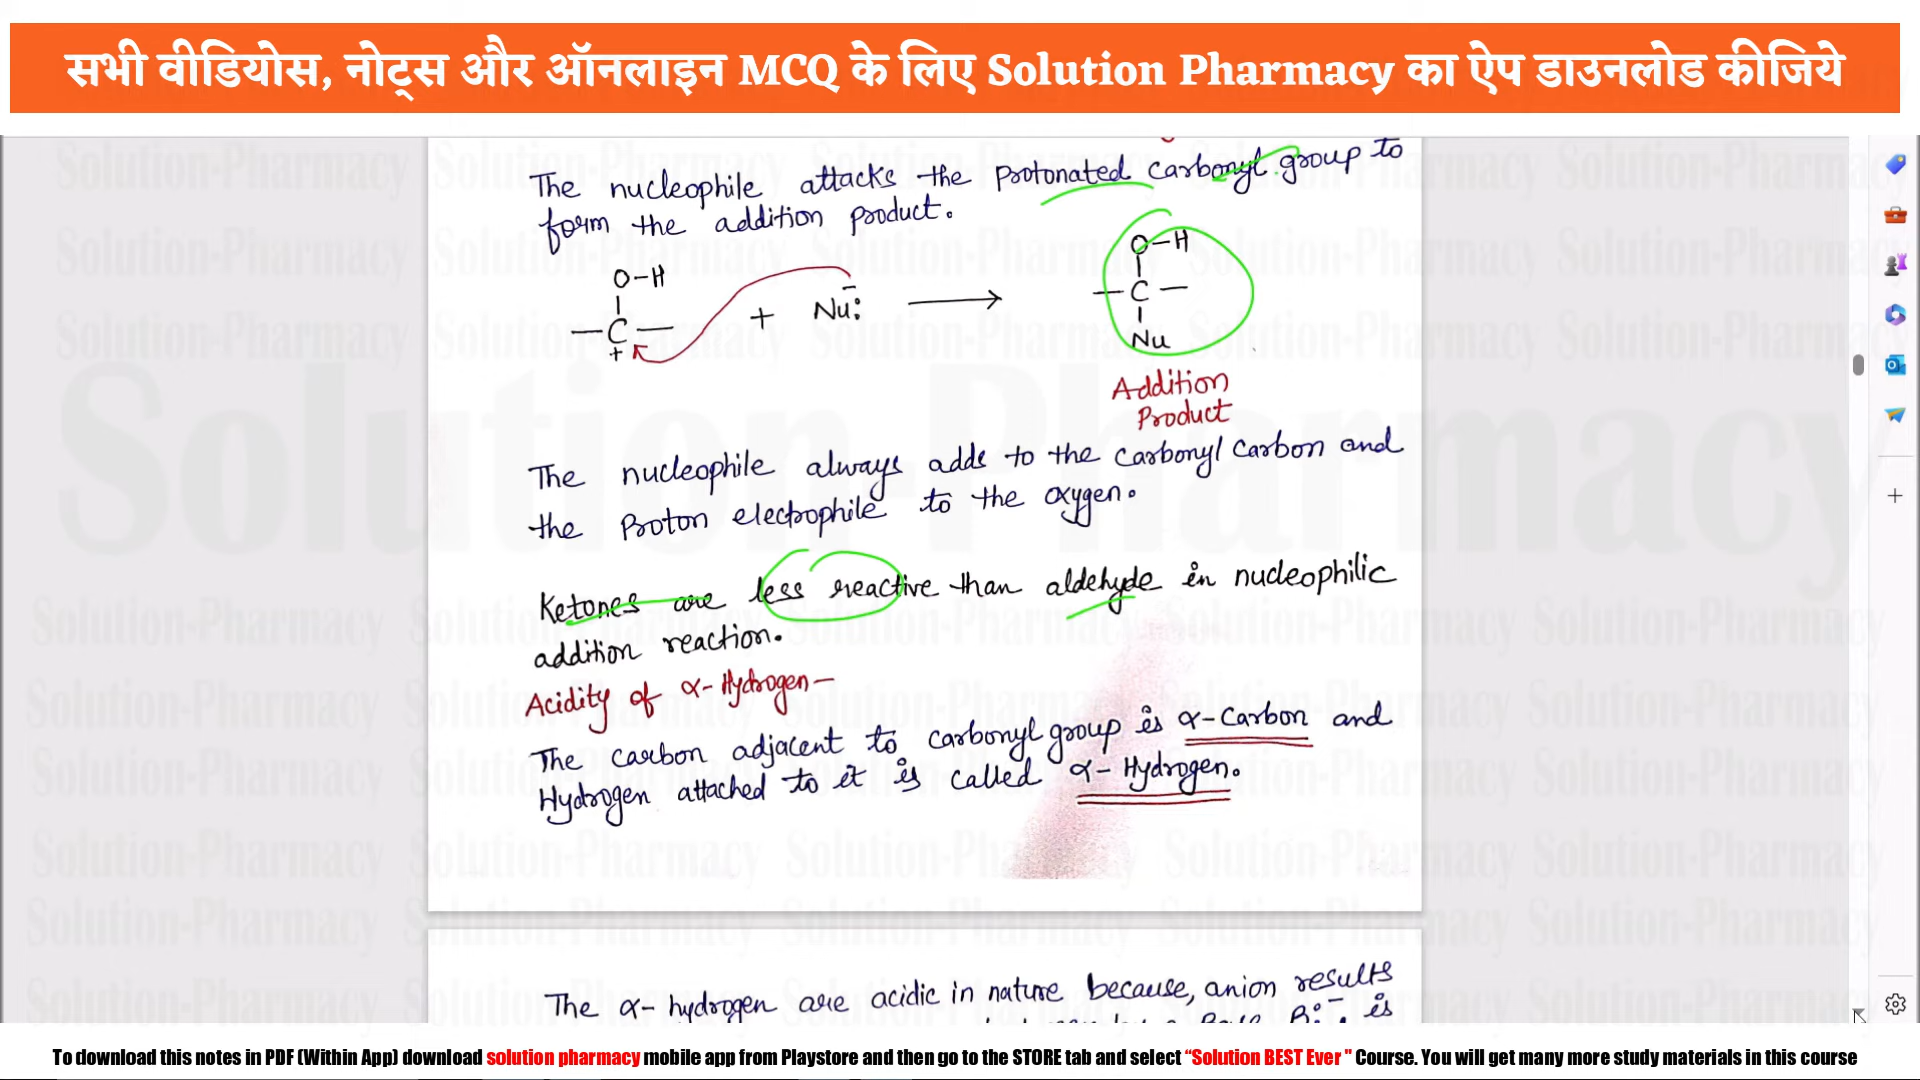 सभी वीडियोस, नोट्स और ऑनलाइन MCQ के लिए Solution Pharmacy का ऐप डाउनलोड कीजिये
The nucleophile attacks the protonated carbonyl group to
form the addition product.
O-H
C
+
+ Nu:
O-H
C
Nu
Addition
Product
The nucleophile always adds to the carbonyl carbon and
the proton electrophile to the oxygen.
Ketones are less reactive than aldehyde in nucleophilic
addition reaction.
Acidity of α-Hydrogen-
The carbon adjacent to carbonyl group is α-carbon and
Hydrogen attached to it is called α-Hydrogen.
The α-hydrogen are acidic in nature because, anion results
Solution-Pharmacy
To download this notes in PDF (Within App) download solution pharmacy mobile app from Playstore and then go to the STORE tab and select "Solution BEST Ever " Course. You will get many more study materials in this course